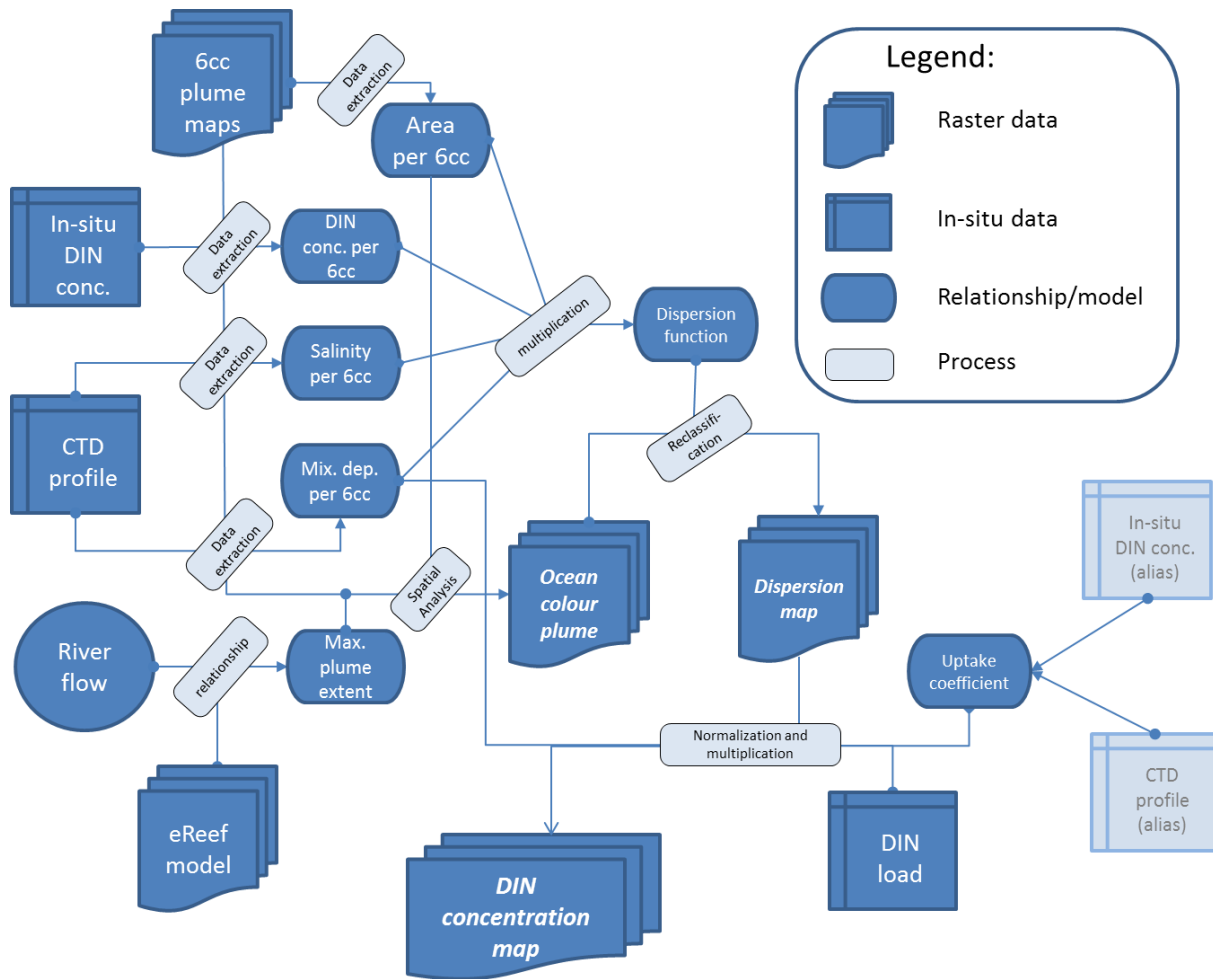 6cc
plume
maps
Data
extraction
Area
per 6cc
Legend:
Raster data
In-situ data
Relationship/model
Process
In-situ
DIN
conc.
Data
extraction
DIN
conc. per
6cc
multiplication
Dispersion
function
Data
extraction
Salinity
per 6cc
CTD
profile
Mix. dep.
per 6cc
Data
extraction
Reclassifi-
cation
Spatial
Analysis
Ocean
colour
plume
Dispersion
map
In-situ
DIN conc.
(alias)
River
flow
relationship
Max.
plume
extent
Uptake
coefficient
Normalization and
multiplication
CTD
profile
(alias)
eReef
model
DIN
concentration
map
DIN
load